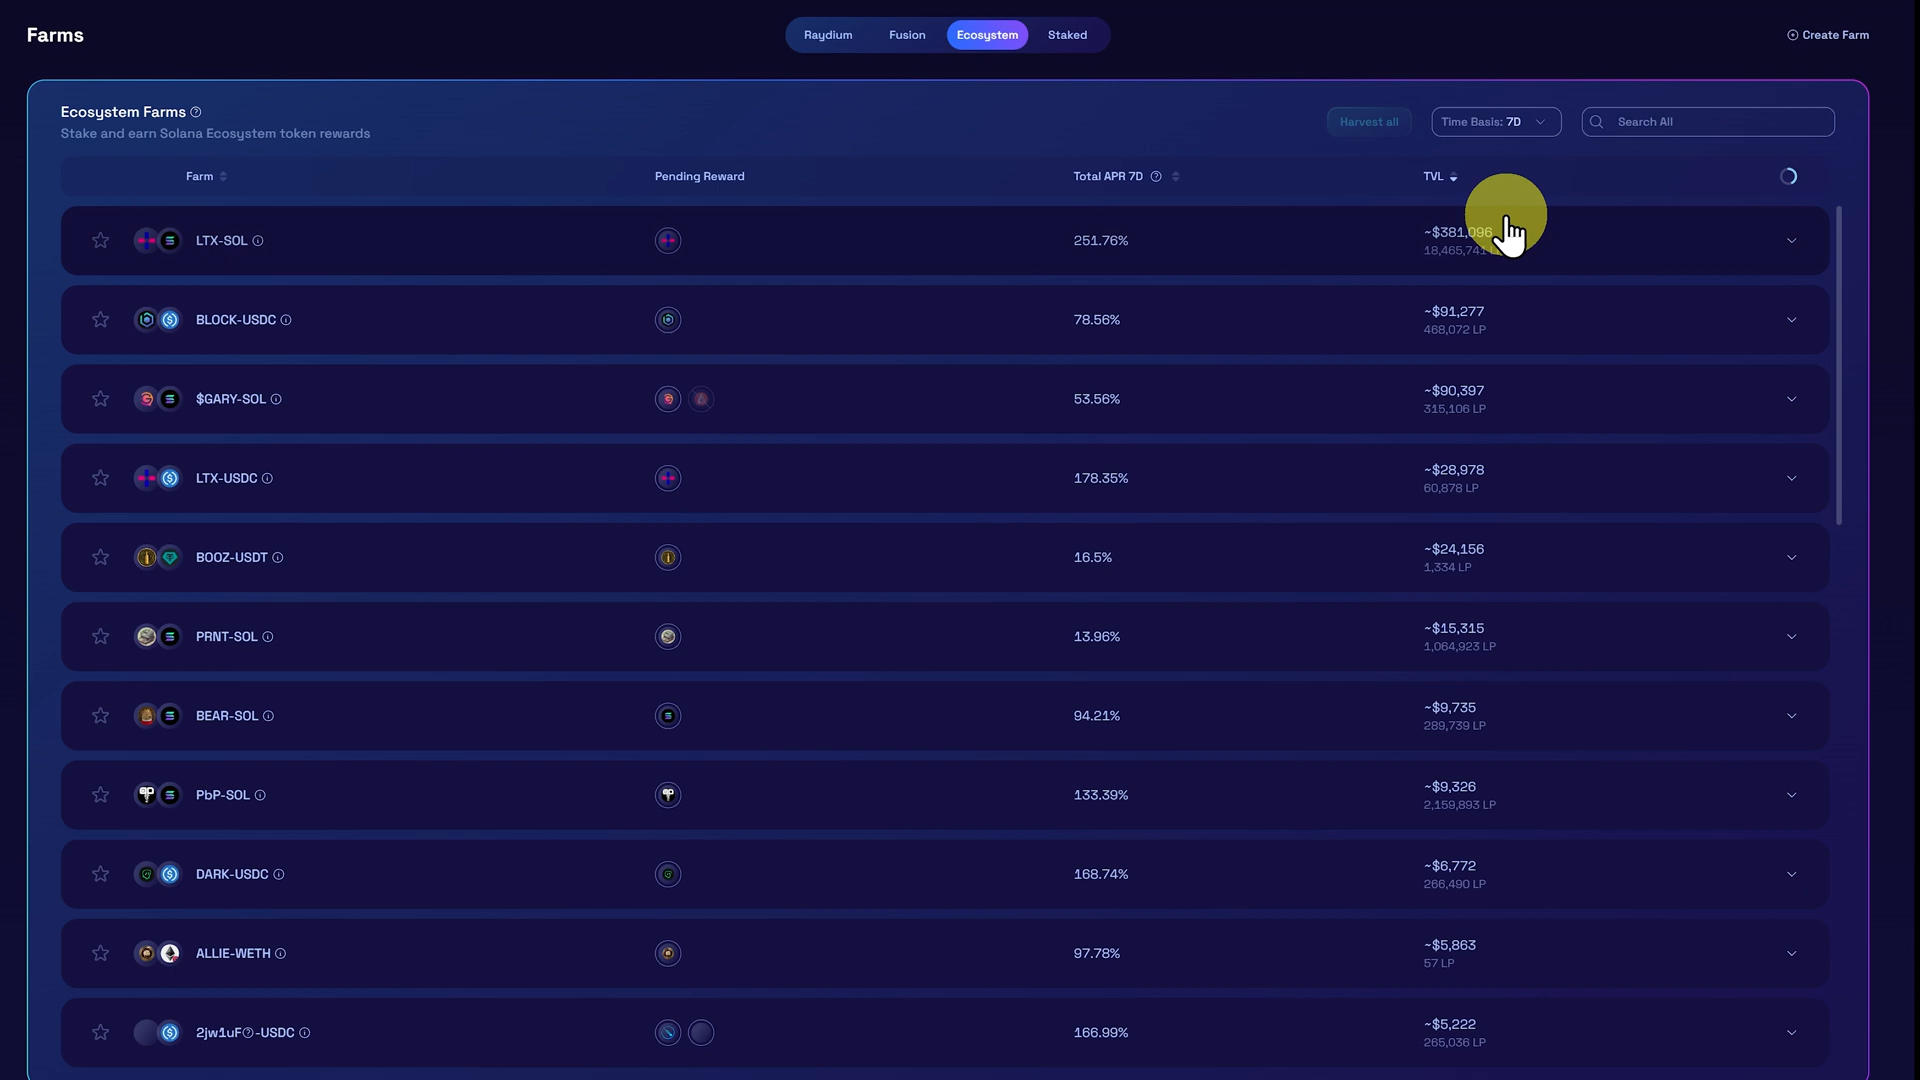 Farms
Raydium Fusion Ecosystem Staked
Create Farm
Ecosystem Farms
Stake and earn Solana Ecosystem token rewards
Harvest all
Time Basis: 7D
Search All
Farm Pending Reward Total APR 7D TVL
LTX-SOL 251.76% ~$381,096
18,465,741
BLOCK-USDC 78.56% ~$91,277
468,072 LP
$GARY-SOL 53.56% ~$90,397
315,106 LP
LTX-USDC 178.35% ~$28,978
60,878 LP
BOOZ-USDT 16.5% ~$24,156
1,334 LP
PRNT-SOL 13.96% ~$15,315
1,064,923 LP
BEAR-SOL 94.21% ~$9,735
289,739 LP
PbP-SOL 133.39% ~$9,326
2,159,893 LP
DARK-USDC 168.74% ~$6,772
266,490 LP
ALLIE-WETH 97.78% ~$5,863
57 LP
2jw1uF?-USDC 166.99% ~$5,222
265,036 LP